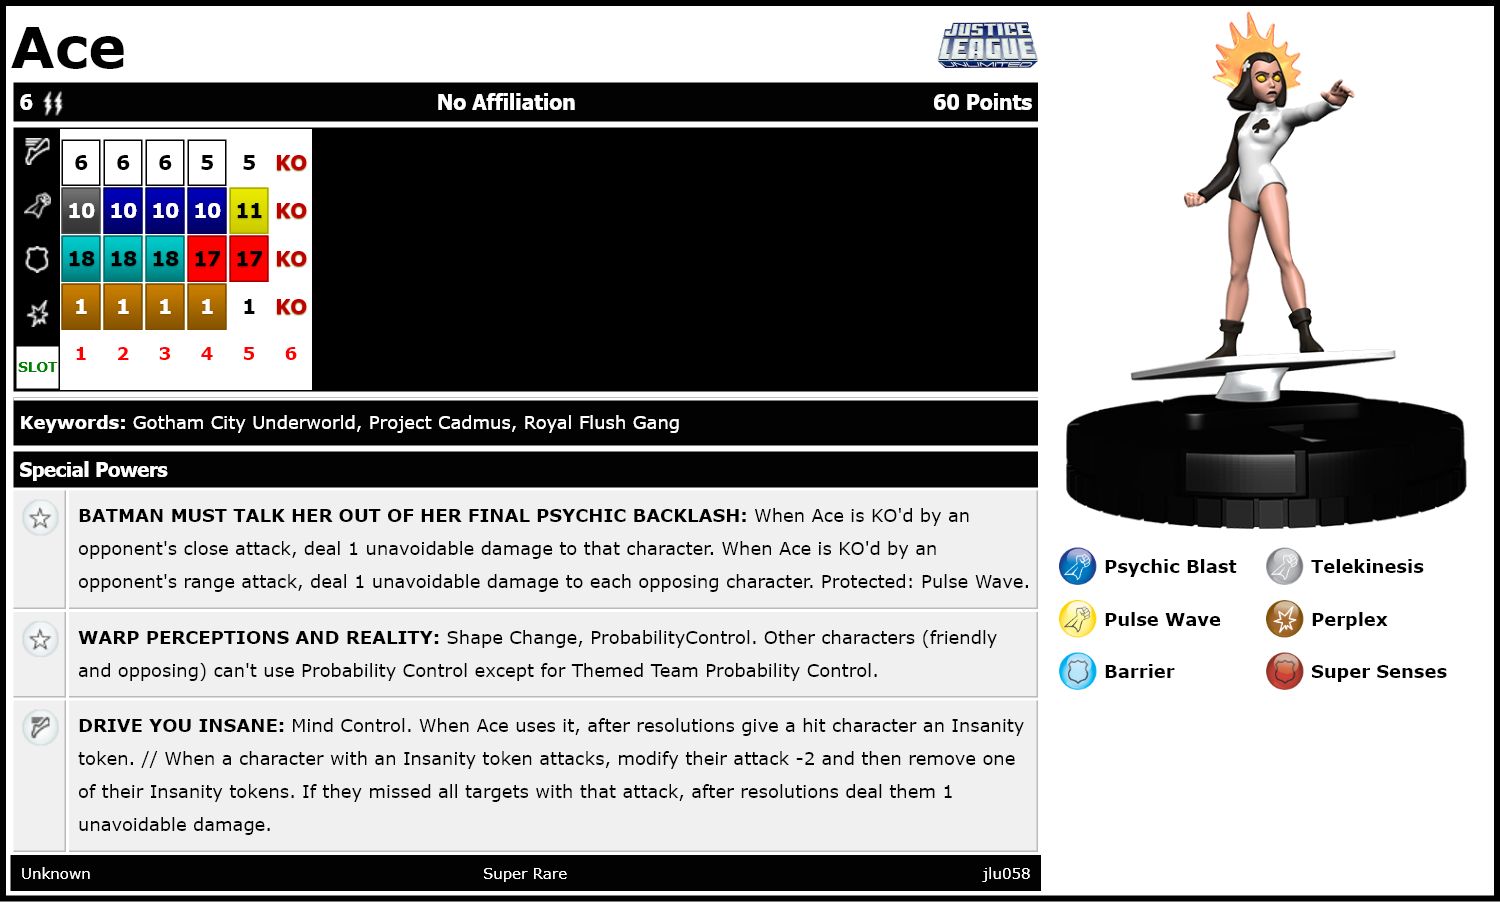 Ace
JUSTICE
LEAGUE
UNLIMITED
6 No Affiliation 60 Points
6 6 6 5 5 KO
10 10 10 10 11 KO
18 18 18 17 17 KO
1 1 1 1 1 KO
SLOT 1 2 3 4 5 6
Keywords: Gotham City Underworld, Project Cadmus, Royal Flush Gang
Special Powers
BATMAN MUST TALK HER OUT OF HER FINAL PSYCHIC BACKLASH: When Ace is KO'd by an
opponent's close attack, deal 1 unavoidable damage to that character. When Ace is KO'd by an
opponent's range attack, deal 1 unavoidable damage to each opposing character. Protected: Pulse Wave.
WARP PERCEPTIONS AND REALITY: Shape Change, ProbabilityControl. Other characters (friendly
and opposing) can't use Probability Control except for Themed Team Probability Control.
DRIVE YOU INSANE: Mind Control. When Ace uses it, after resolutions give a hit character an Insanity
token. // When a character with an Insanity token attacks, modify their attack -2 and then remove one
of their Insanity tokens. If they missed all targets with that attack, after resolutions deal them 1
unavoidable damage.
Unknown Super Rare jlu058
Psychic Blast Telekinesis
Pulse Wave Perplex
Barrier Super Senses